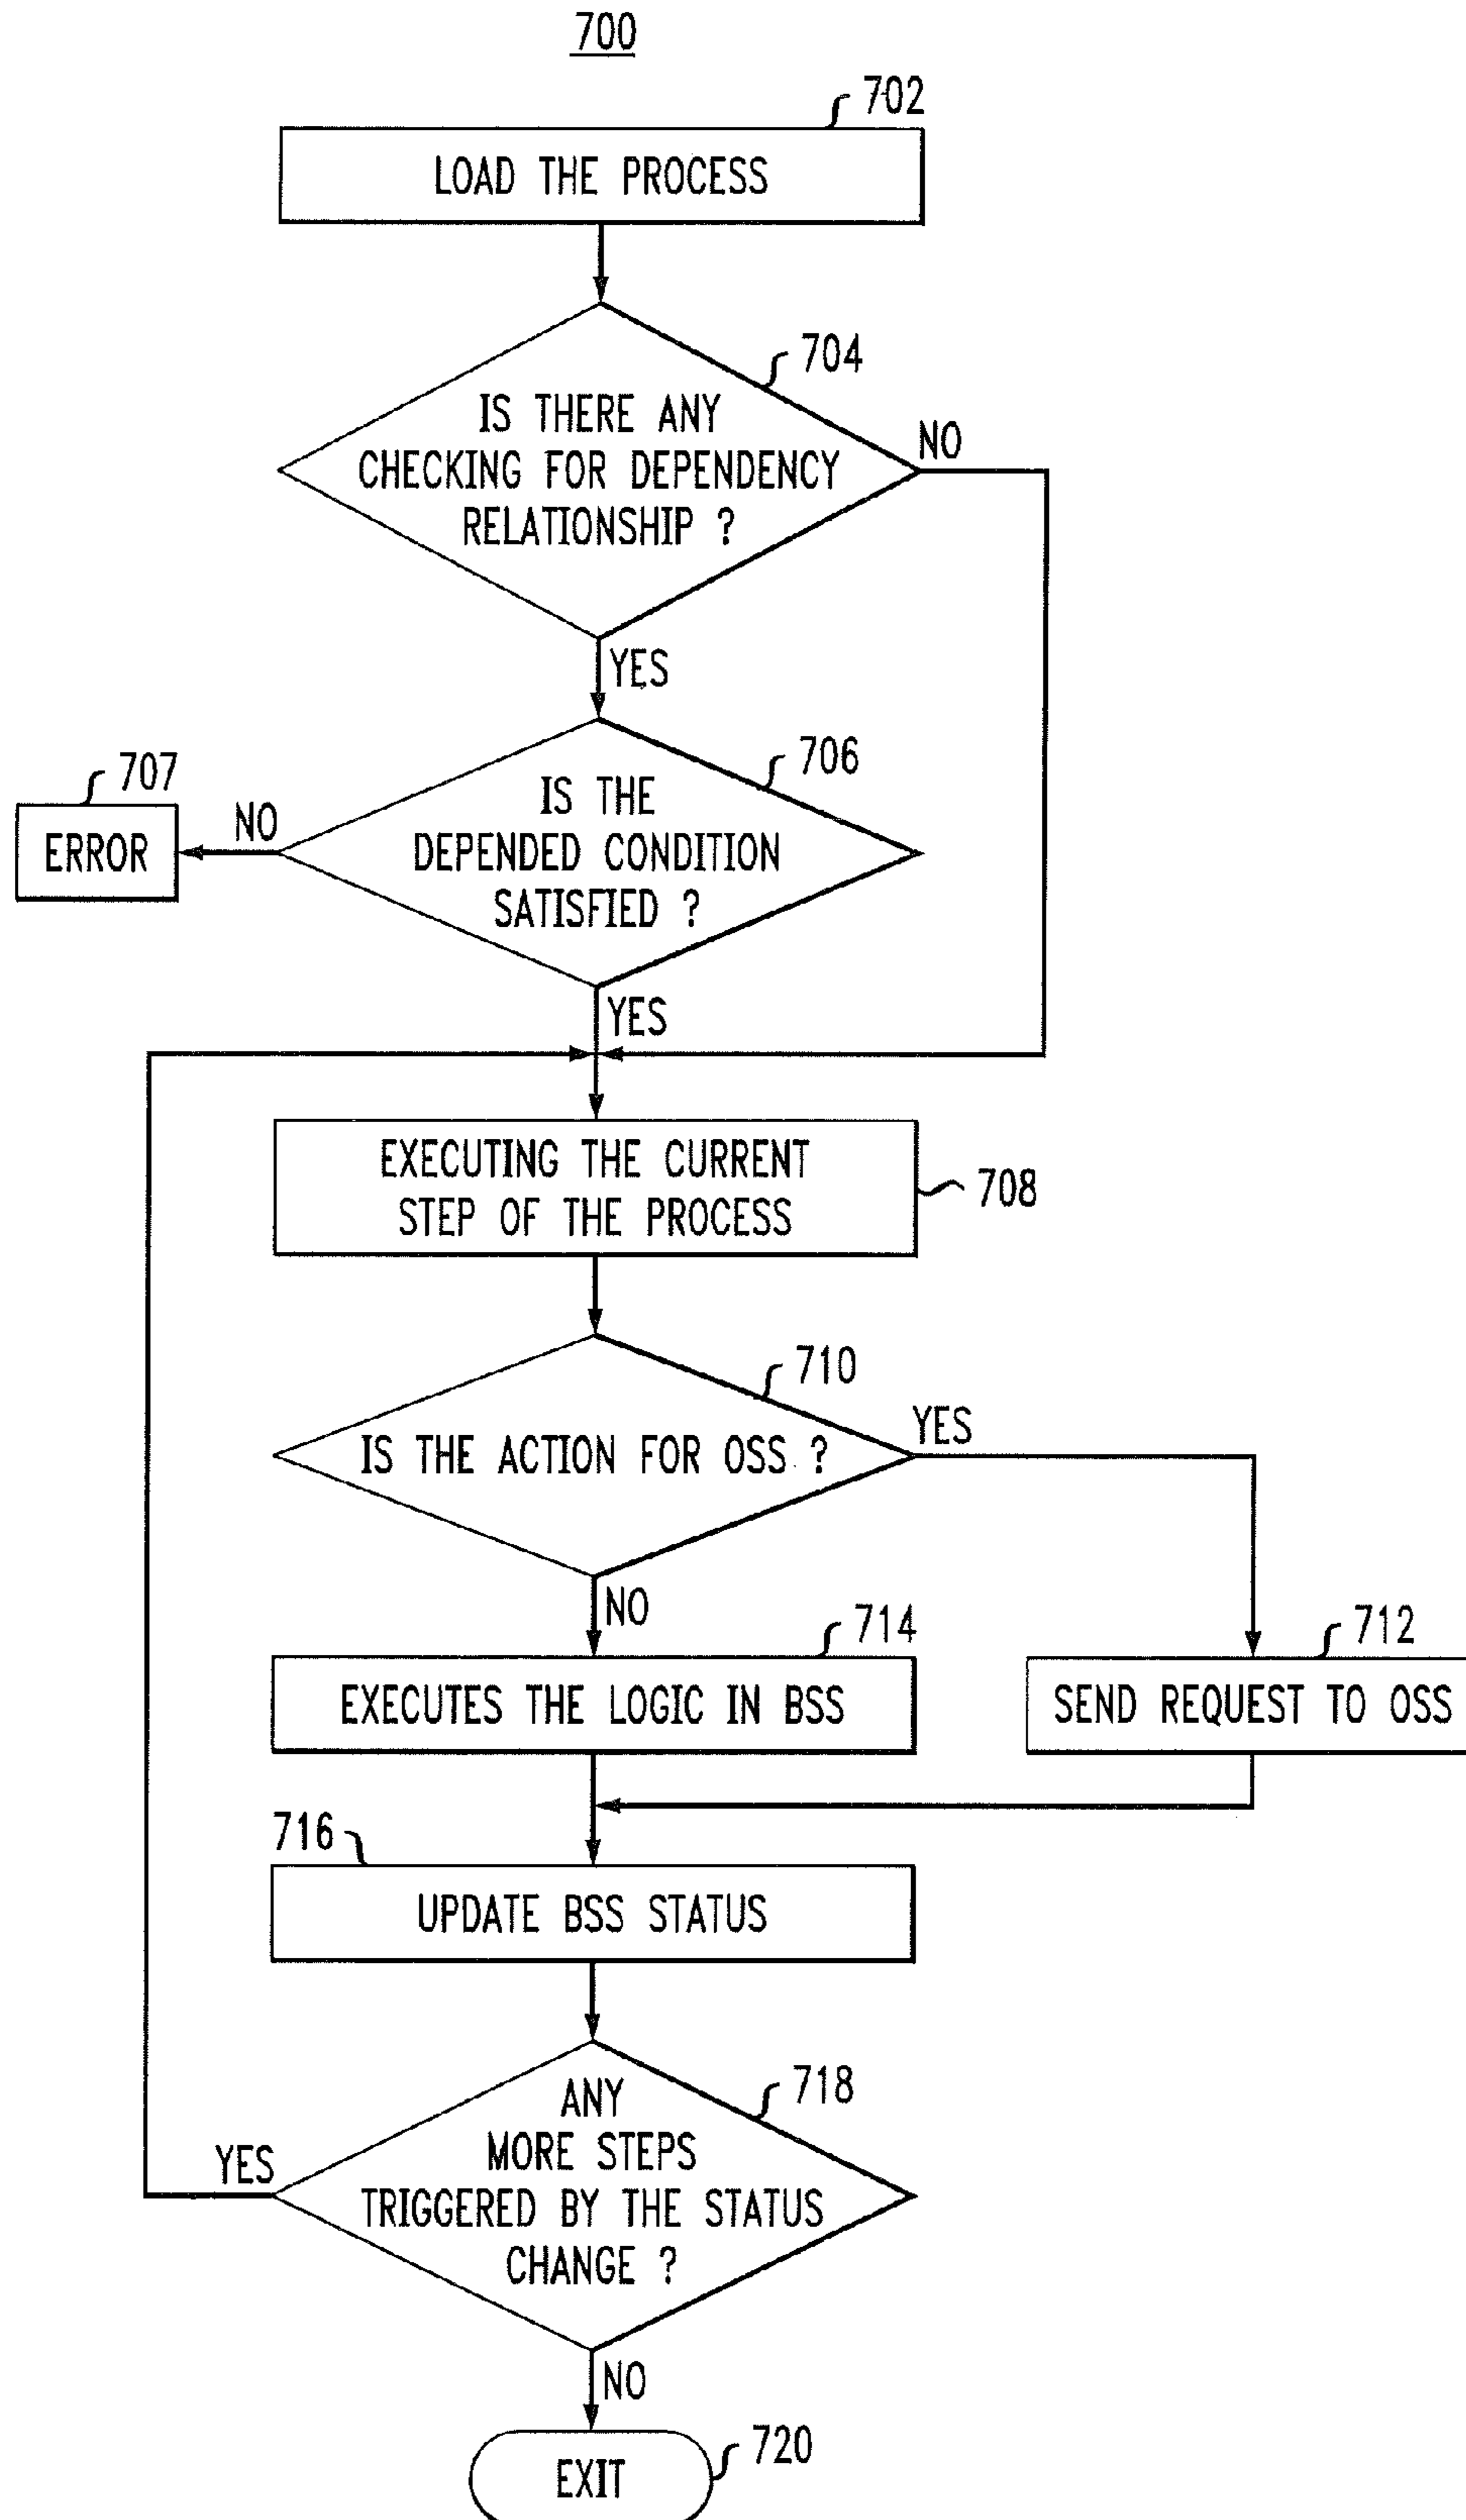 700
702
LOAD THE PROCESS
704
IS THERE ANY
CHECKING FOR DEPENDENCY
RELATIONSHIP ?
NO
YES
706
707
IS THE
DEPENDED CONDITION
SATISFIED ?
NO
ERROR
YES
EXECUTING THE CURRENT
STEP OF THE PROCESS
708
710
IS THE ACTION FOR OSS ?
YES
NO
714
712
EXECUTES THE LOGIC IN BSS
SEND REQUEST TO OSS
716
UPDATE BSS STATUS
718
ANY
MORE STEPS
TRIGGERED BY THE STATUS
CHANGE ?
YES
NO
720
EXIT